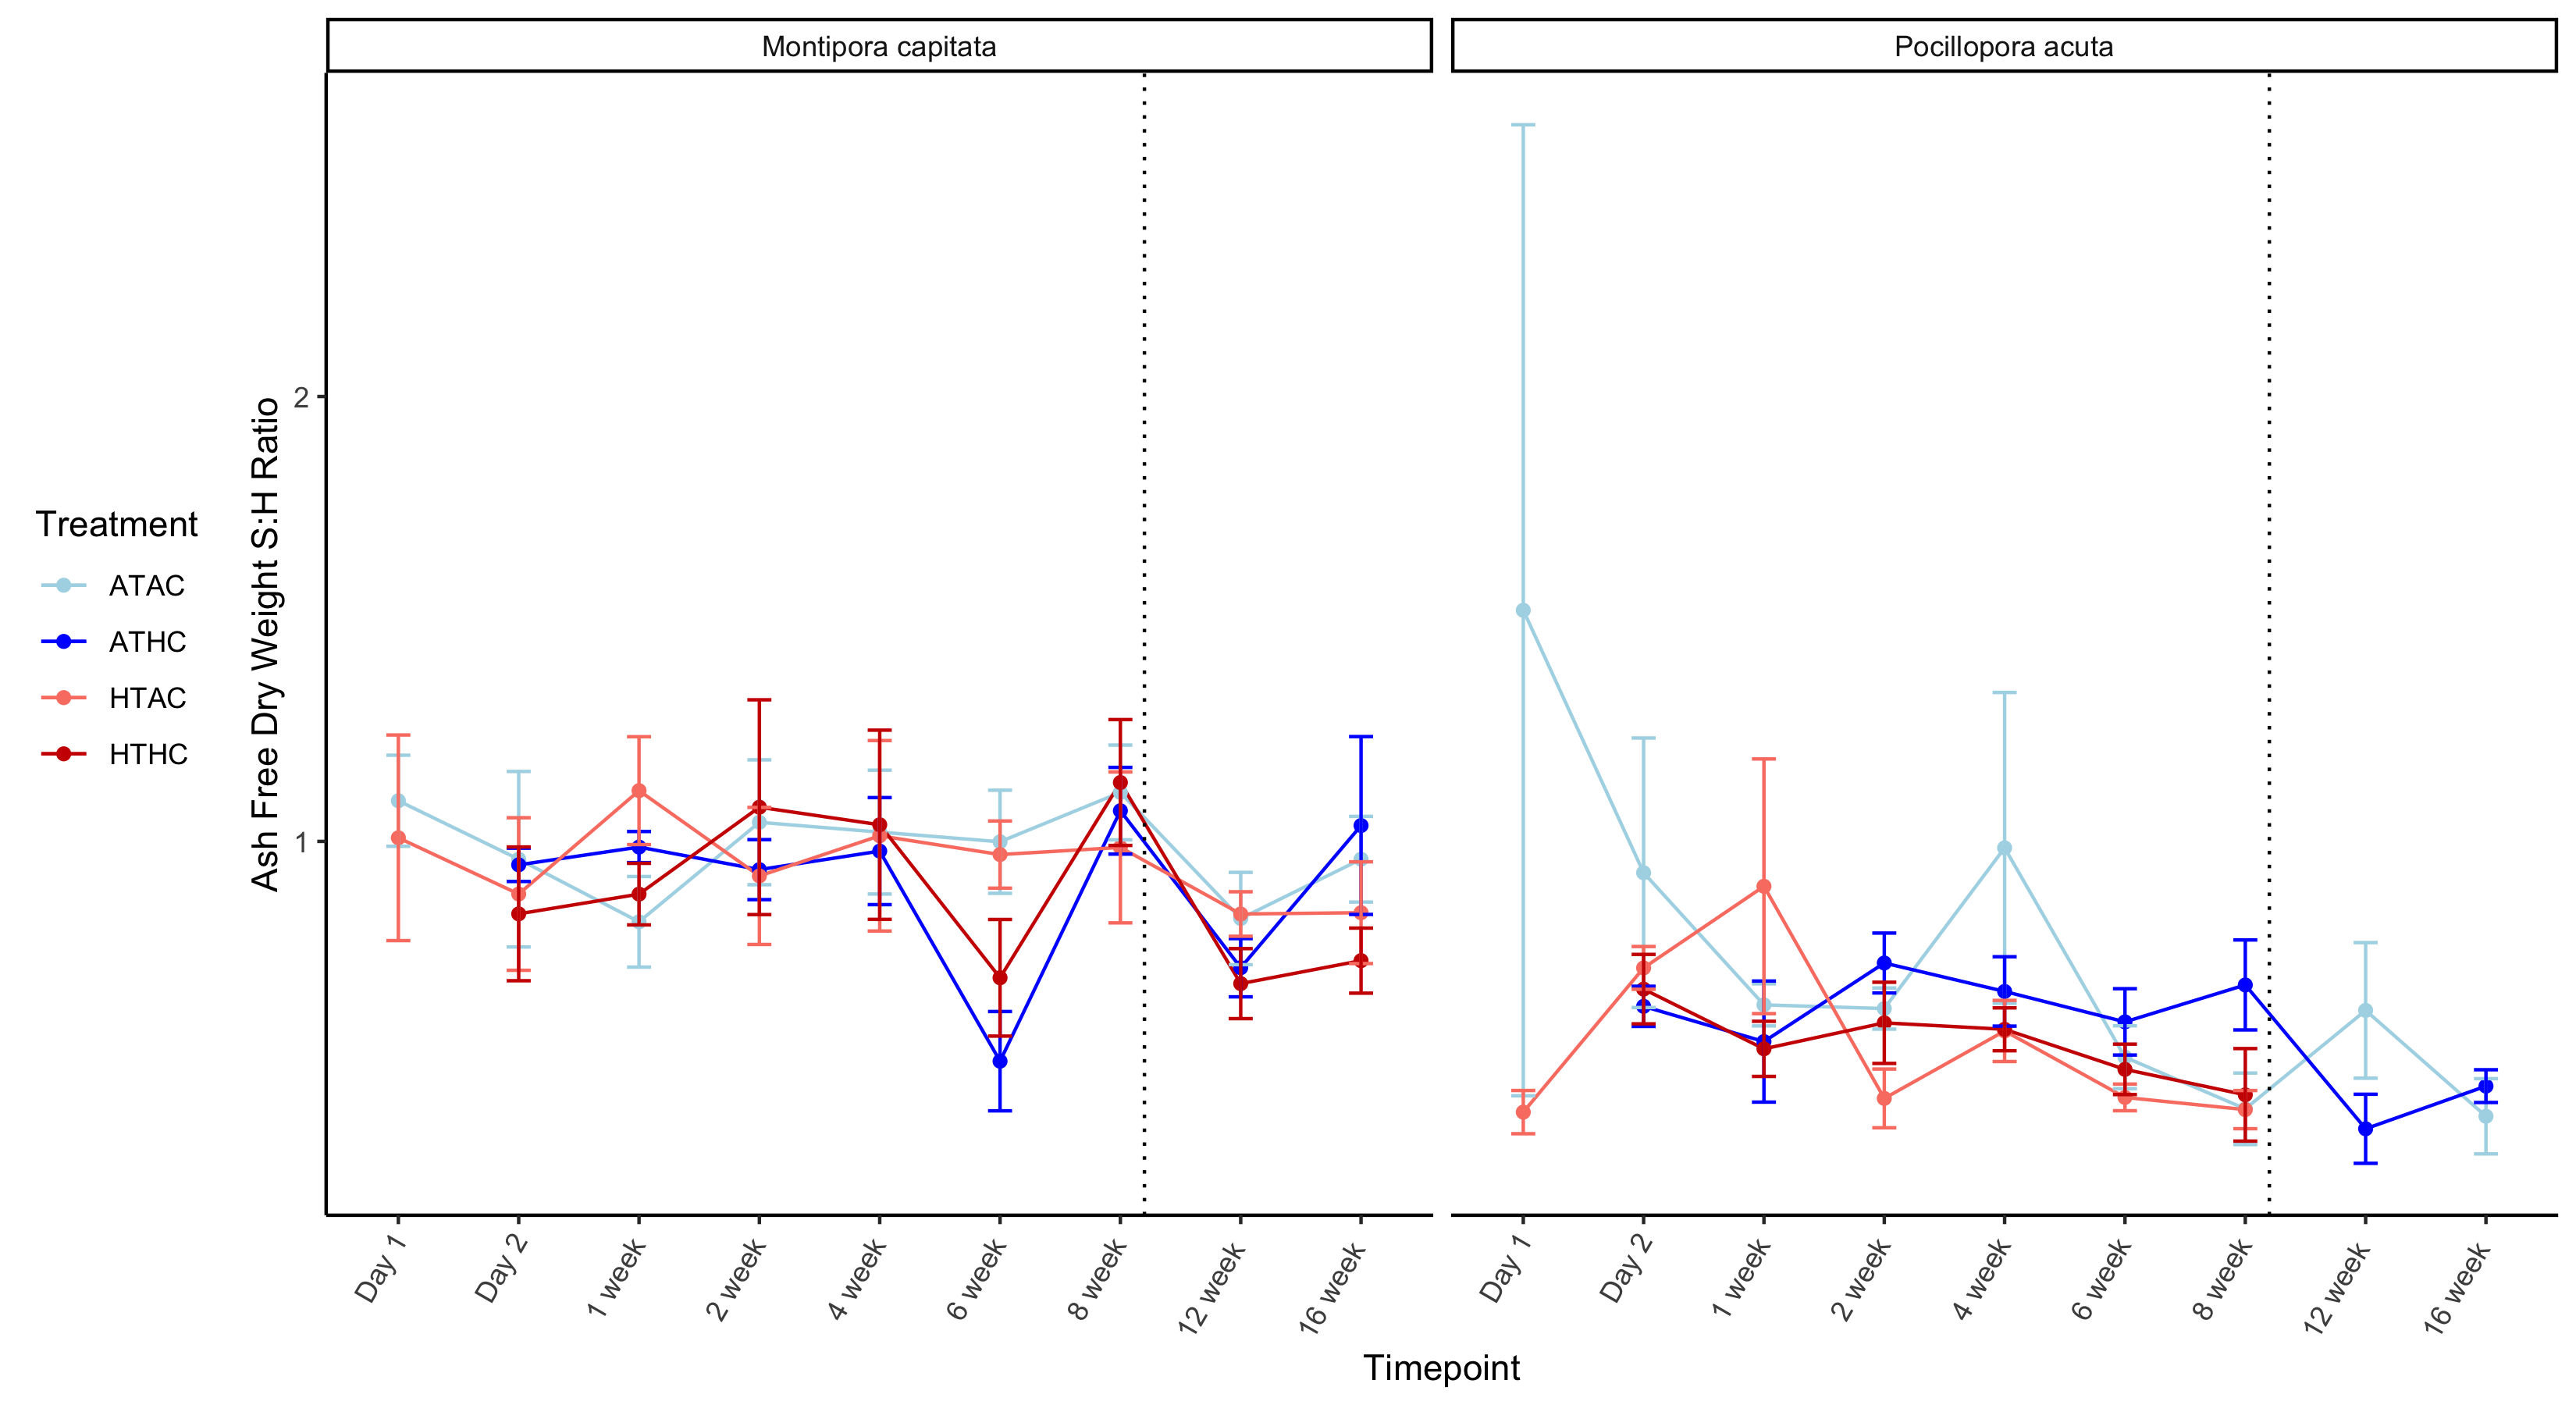 Montipora capitata
Pocillopora acuta
Ash Free Dry Weight S:H Ratio
2
1
Treatment
ATAC
ATHC
HTAC
HTHC
Day 1
Day 2
1 week
2 week
4 week
6 week
8 week
12 week
16 week
Day 1
Day 2
1 week
2 week
4 week
6 week
8 week
12 week
16 week
Timepoint